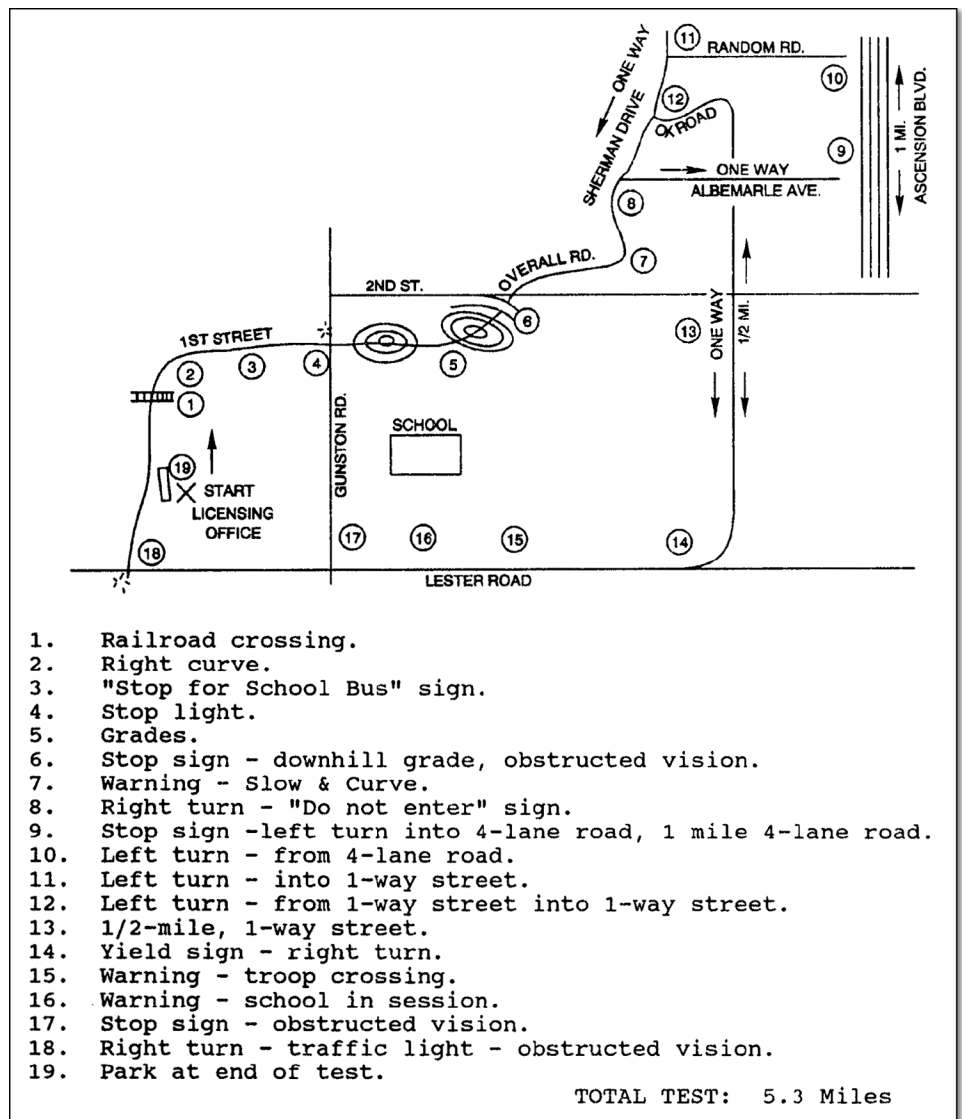 11
RANDOM RD.
ONE WAY
10
12
SHERMAN DRIVE
OK ROAD
1 MI.
ASCENSION BLVD.
9
ONE WAY
ALBEMARLE AVE.
8
7
OVERALL RD.
2ND ST.
6
13
ONE WAY
1/2 MI.
1ST STREET
2
3
4
5
1
GUNSTON RD.
SCHOOL
19
START
LICENSING
OFFICE
18
17
16
15
14
LESTER ROAD
1. Railroad crossing.
2. Right curve.
3. "Stop for School Bus" sign.
4. Stop light.
5. Grades.
6. Stop sign - downhill grade, obstructed vision.
7. Warning - Slow & Curve.
8. Right turn - "Do not enter" sign.
9. Stop sign -left turn into 4-lane road, 1 mile 4-lane road.
10. Left turn - from 4-lane road.
11. Left turn - into 1-way street.
12. Left turn - from 1-way street into 1-way street.
13. 1/2-mile, 1-way street.
14. Yield sign - right turn.
15. Warning - troop crossing.
16. Warning - school in session.
17. Stop sign - obstructed vision.
18. Right turn - traffic light - obstructed vision.
19. Park at end of test.
TOTAL TEST: 5.3 Miles